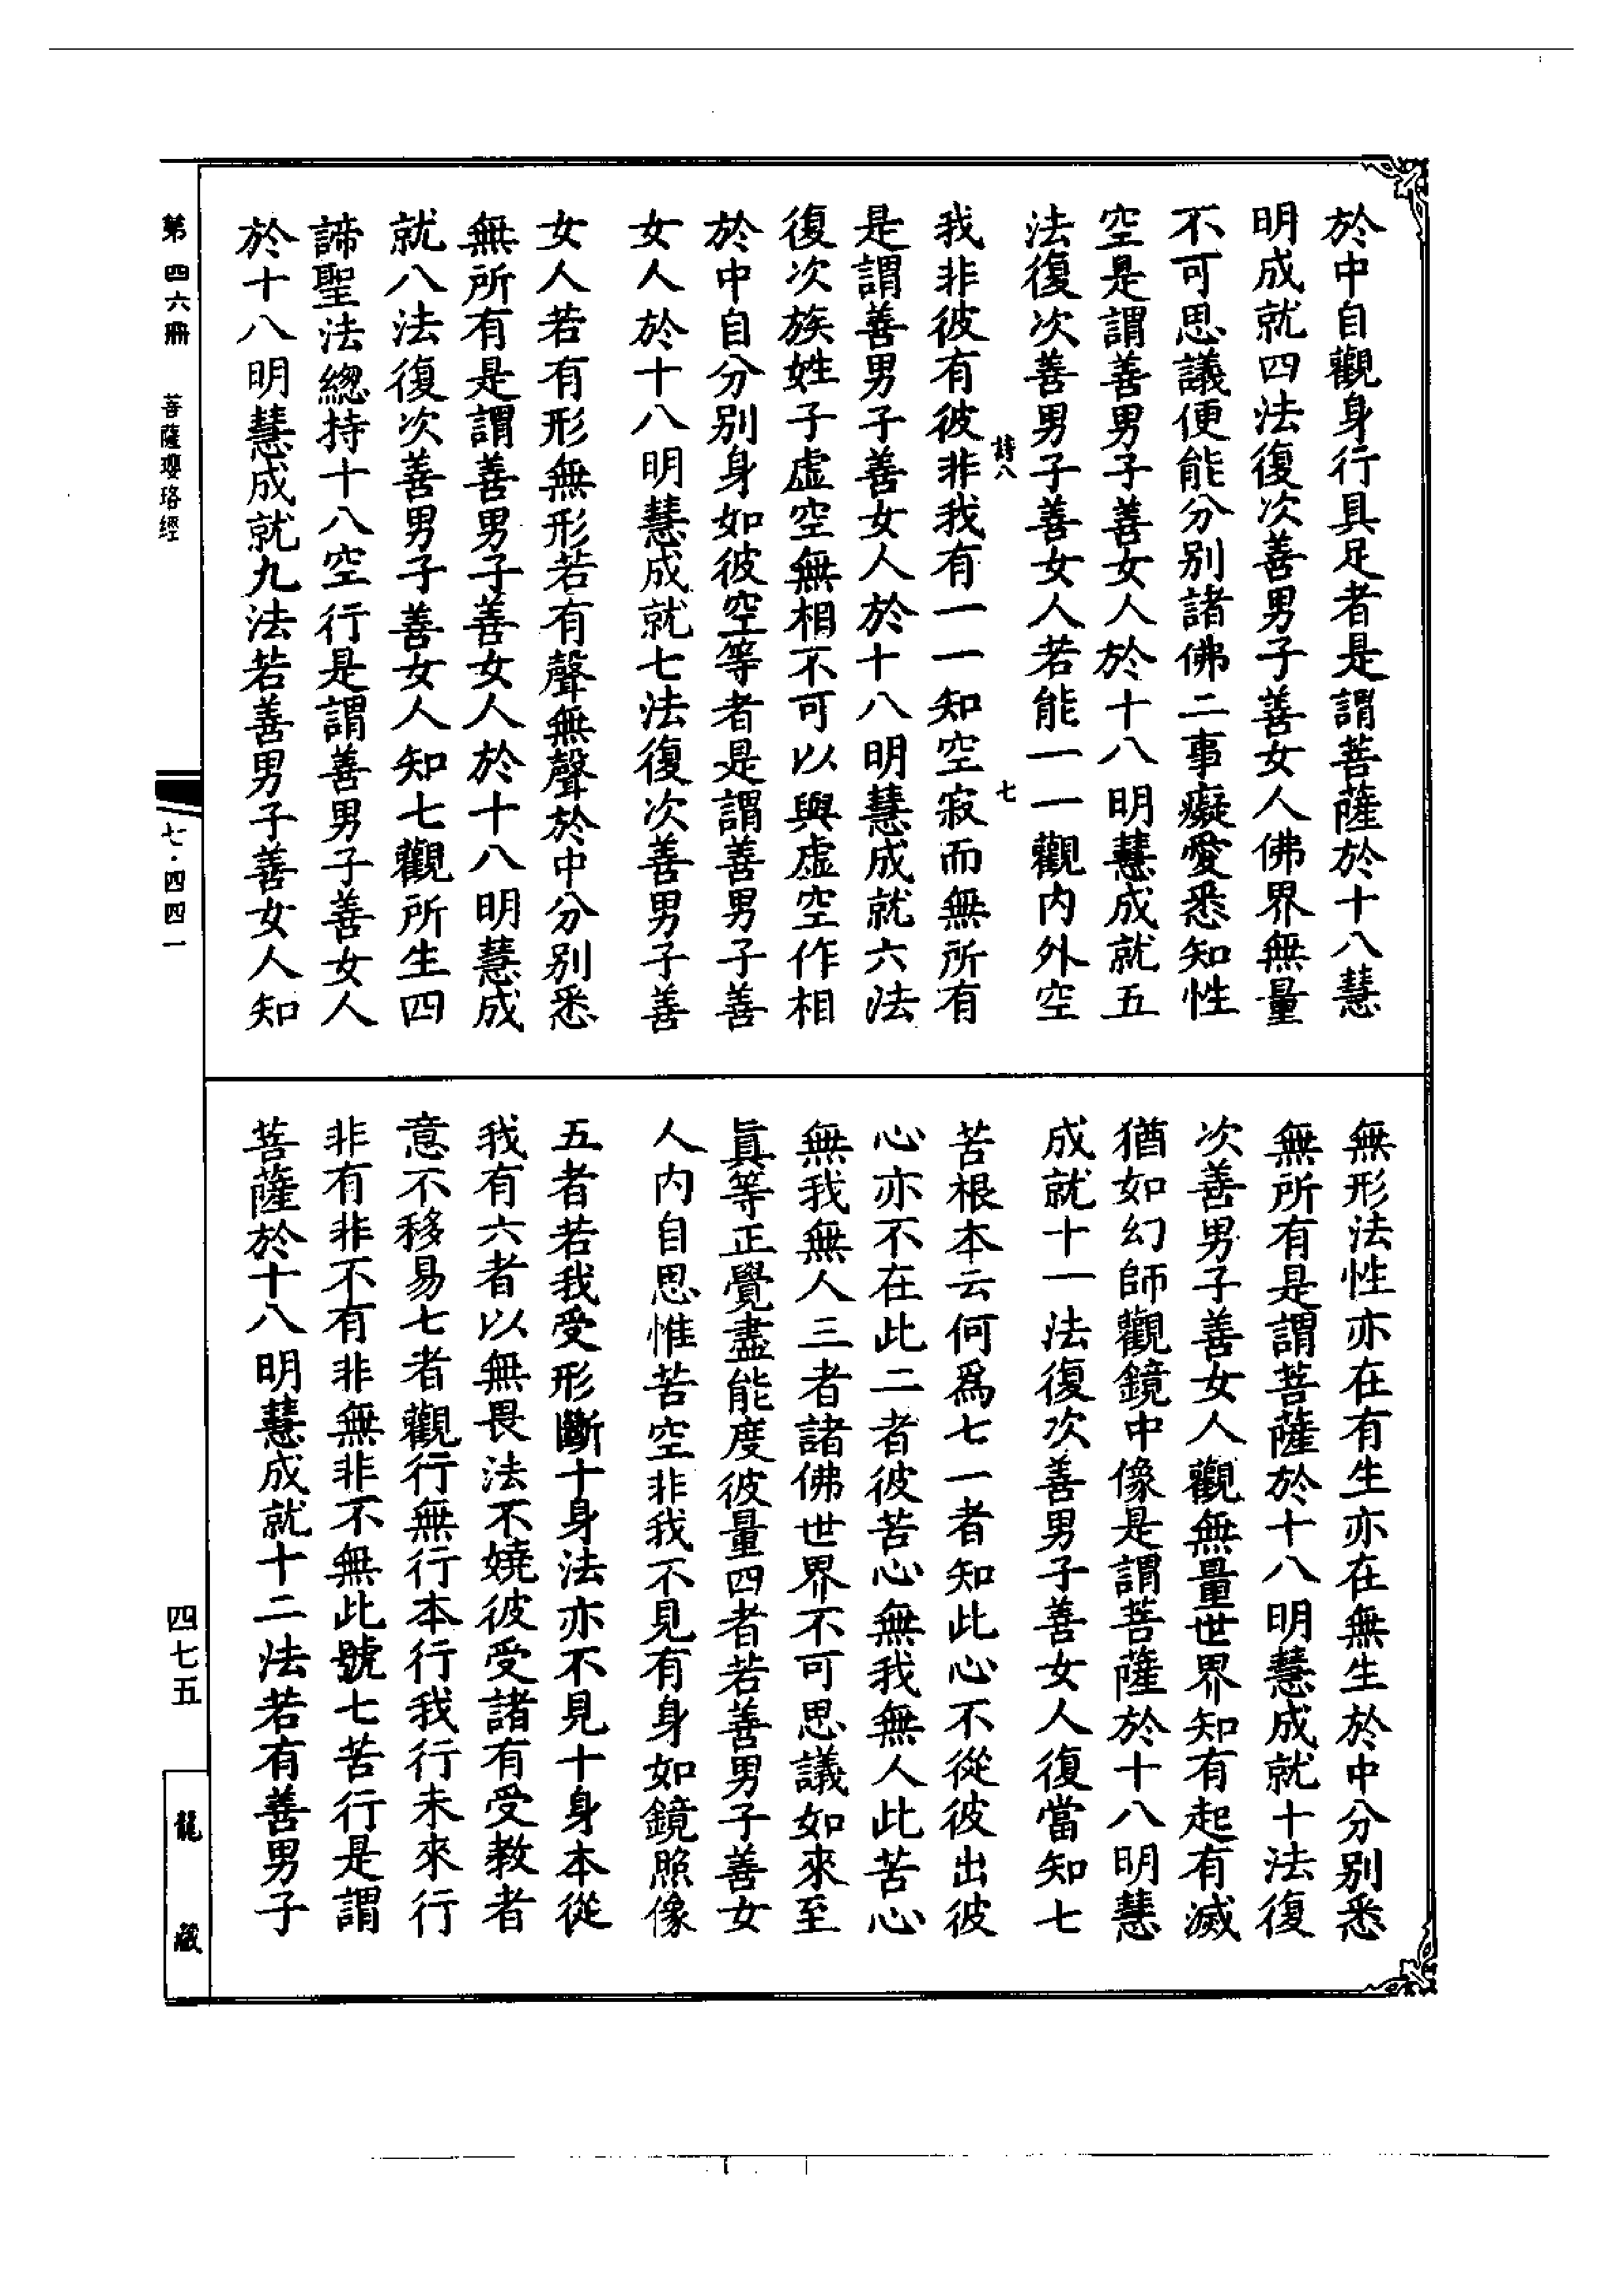 於中自觀身行具足者是謂菩薩於十八慧
明成就四法復次善男子善女人佛界無量
不可思議便能分別諸佛二事癡愛悉知性
空是謂善男子善女人於十八明慧成就五
法復次善男子善女人若能一一觀內外空
詩八 七
我非彼有彼非我有一一知空寂而無所有
是謂善男子善女人於十八明慧成就六法
復次族姓子虛空無相不可以與虛空作相
於中自分別身如彼空等者是謂善男子善
女人於十八明慧成就七法復次善男子善
女人若有形無形若有聲無聲於中分別悉
無所有是謂善男子善女人於十八明慧成
就八法復次善男子善女人知七觀所生四
諦聖法總持十八空行是謂善男子善女人
於十八明慧成就九法若善男子善女人知
無形法性亦在有生亦在無生於中分別悉
無所有是謂菩薩於十八明慧成就十法復
次善男子善女人觀無量世界知有起有滅
猶如幻師觀鏡中像是謂菩薩於十八明慧
成就十一法復次善男子善女人復當知七
苦根本云何爲七一者知此心不從彼出彼
心亦不在此二者彼苦心無我無人此苦心
無我無人三者諸佛世界不可思議如來至
眞等正覺盡能度彼量四者若善男子善女
人內自思惟苦空非我不見有身如鏡照像
五者若我受形斷十身法亦不見十身本從
我有六者以無畏法不嬈彼受諸有受教者
意不移易七者觀行無行本行我行未來行
非有非不有非無非不無此號七苦行是謂
菩薩於十八明慧成就十二法若有善男子
第四六冊 菩薩瓔珞經
七·四四一
四七五
龍藏